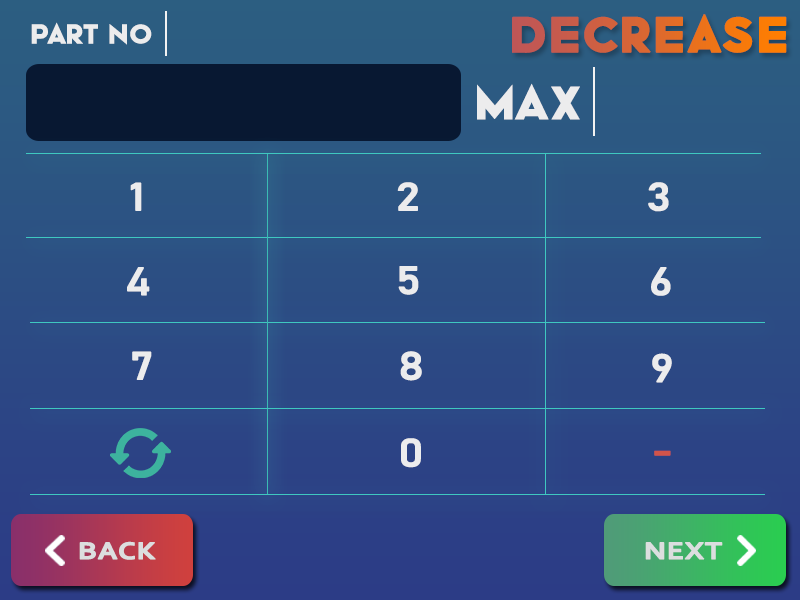 PART NO
DECREASE
MAX
1 2 3
4 5 6
7 8 9
0 -
BACK
NEXT